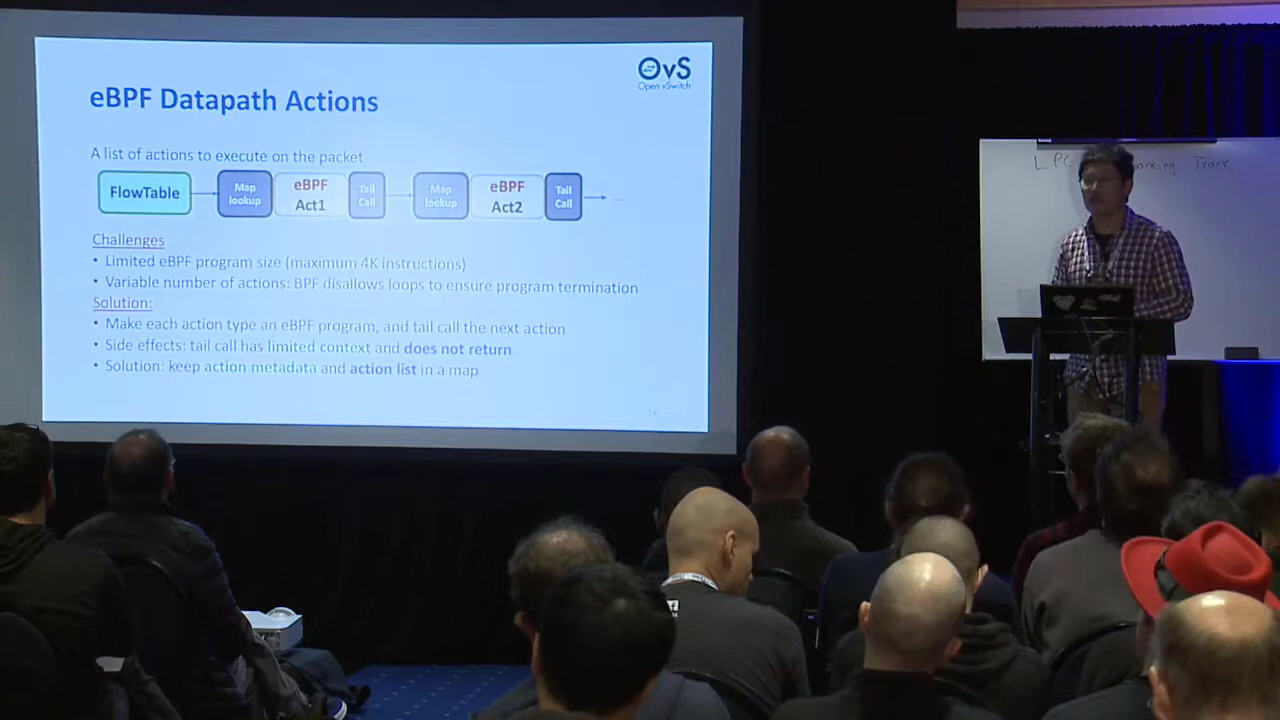 OvS
Open vSwitch
eBPF Datapath Actions
A list of actions to execute on the packet
FlowTable
Map lookup
eBPF Act1
Tail Call
Map lookup
eBPF Act2
Tail Call
...
Challenges
• Limited eBPF program size (maximum 4K instructions)
• Variable number of actions: BPF disallows loops to ensure program termination
Solution:
• Make each action type an eBPF program, and tail call the next action
• Side effects: tail call has limited context and does not return
• Solution: keep action metadata and action list in a map
LPC
Track